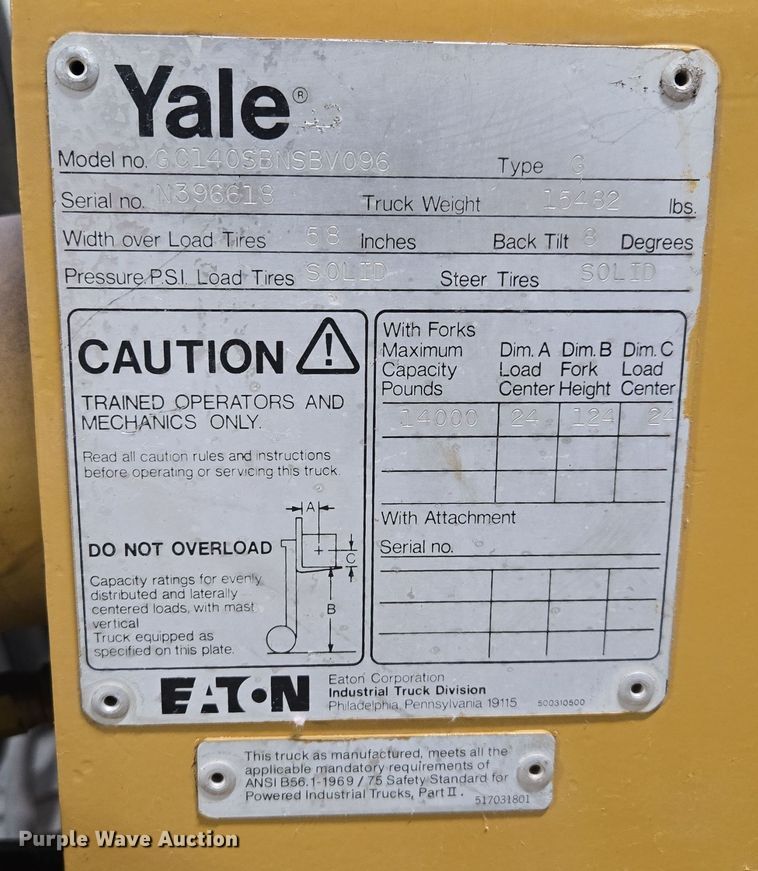 Yale®
Model no. GC140SBNSBV096 Type G
Serial no. N396618 Truck Weight 15482 lbs.
Width over Load Tires 58 Inches Back Tilt 8 Degrees
Pressure P.S.I. Load Tires SOLID Steer Tires SOLID
CAUTION !
TRAINED OPERATORS AND
MECHANICS ONLY.
Read all caution rules and instructions
before operating or servicing this truck.
DO NOT OVERLOAD
Capacity ratings for evenly
distributed and laterally
centered loads, with mast
vertical
Truck equipped as
specified on this plate.
A
C
B
With Forks
Maximum Dim. A Dim. B Dim. C
Capacity Load Fork Load
Pounds Center Height Center
14000 24 124 24
With Attachment
Serial no.
EATON
Eaton Corporation
Industrial Truck Division
Philadelphia, Pennsylvania 19115 500310500
This truck as manufactured, meets all the
applicable mandatory requirements of
ANSI B56.1-1969 / 75 Safety Standard for
Powered Industrial Trucks, Part II. 517031801
Purple Wave Auction